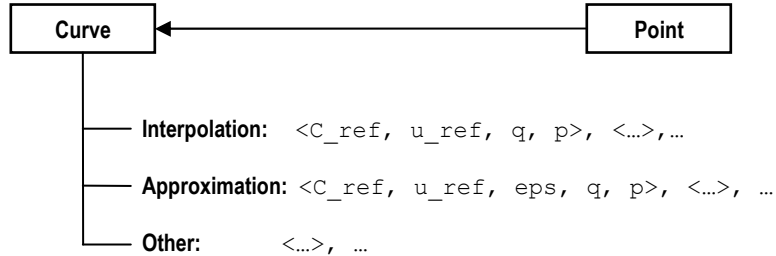 Curve Point
Interpolation: <C_ref, u_ref, q, p>, <…>,…
Approximation: <C_ref, u_ref, eps, q, p>, <…>, …
Other: <…>, …